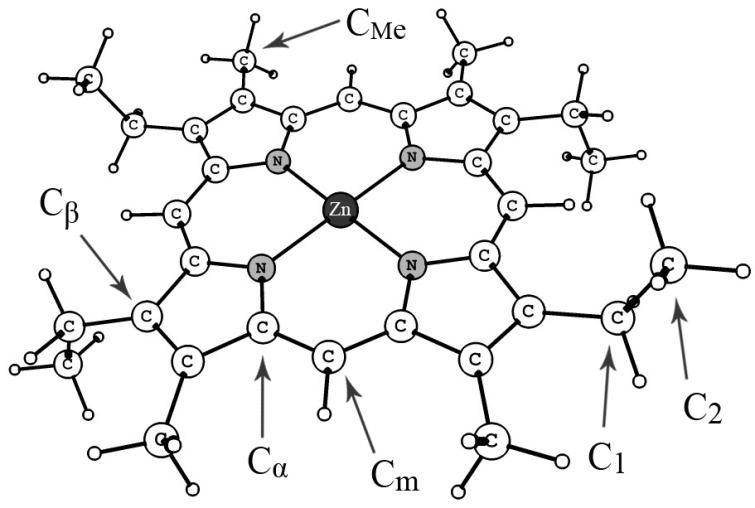 C_Me
C C
C
C C C
C C C C C C
C N N C C
C_β C Zn C
C N N C C
C C C C C C
C C C C
C_2
C C
C_α C_m C_1